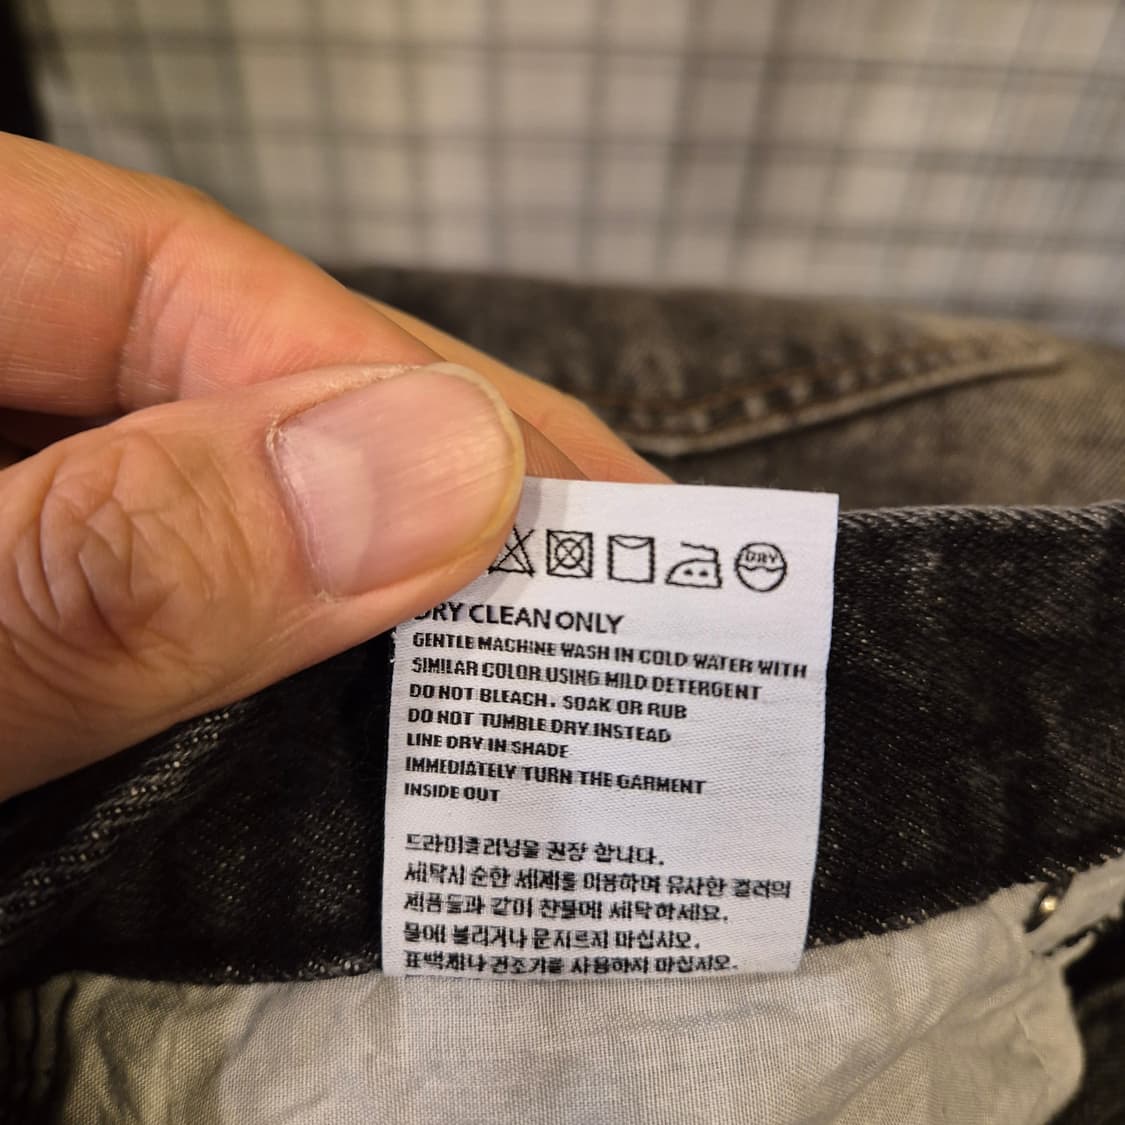 DRY
DRY CLEAN ONLY
GENTLE MACHINE WASH IN COLD WATER WITH
SIMILAR COLOR USING MILD DETERGENT
DO NOT BLEACH. SOAK OR RUB
DO NOT TUMBLE DRY INSTEAD
LINE DRY IN SHADE
IMMEDIATELY TURN THE GARMENT
INSIDE OUT
드라이클리닝을 권장 합니다.
세탁시 순한 세제를 이용하며 유사한 컬러의
제품들과 같이 찬물에 세탁하세요.
물에 불리거나 문지르지 마십시오.
표백제나 건조기를 사용하지 마십시오.